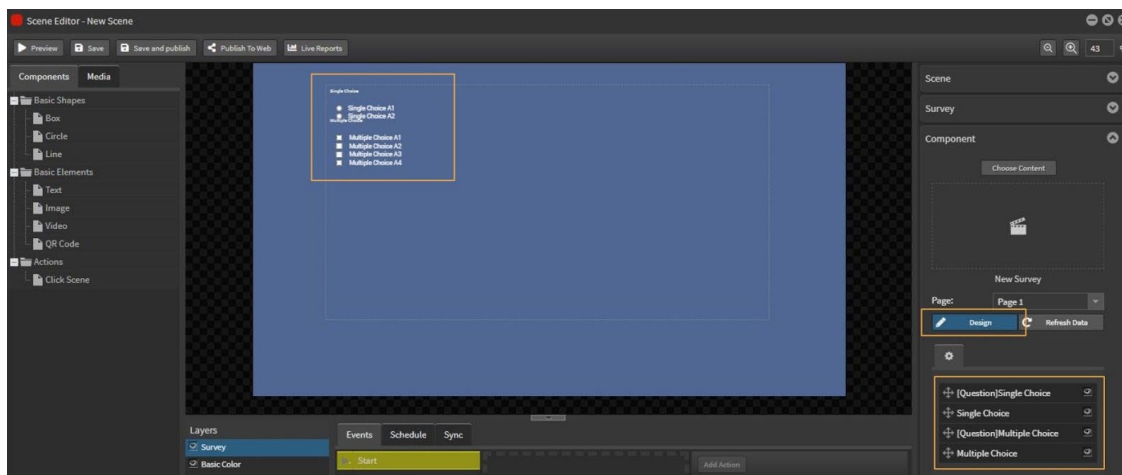 Scene Editor - New Scene
Preview Save Save and publish Publish To Web Live Reports 43
Components Media
Basic Shapes
Box
Circle
Line
Basic Elements
Text
Image
Video
QR Code
Actions
Click Scene
Single Choice
Single Choice A1
Single Choice A2
Multiple Choice
Multiple Choice A1
Multiple Choice A2
Multiple Choice A3
Multiple Choice A4
Layers
Survey
Basic Color
Events Schedule Sync
Start
Add Action
Scene
Survey
Component
Choose Content
New Survey
Page: Page 1
Design Refresh Data
[Question]Single Choice
Single Choice
[Question]Multiple Choice
Multiple Choice